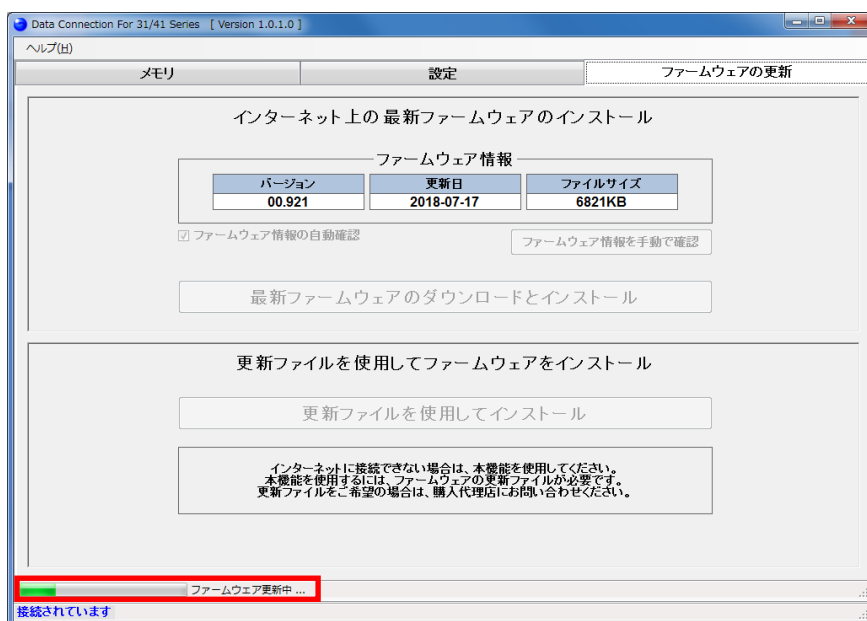 Data Connection For 31/41 Series [ Version 1.0.1.0 ]
ヘルプ(H)
メモリ 設定 ファームウェアの更新
インターネット上の最新ファームウェアのインストール
ファームウェア情報
バージョン 更新日 ファイルサイズ
00.921 2018-07-17 6821KB
ファームウェア情報の自動確認 ファームウェア情報を手動で確認
最新ファームウェアのダウンロードとインストール
更新ファイルを使用してファームウェアをインストール
更新ファイルを使用してインストール
インターネットに接続できない場合は、本機能を使用してください。
本機能を使用するには、ファームウェアの更新ファイルが必要です。
更新ファイルをご希望の場合は、購入代理店にお問い合わせください。
ファームウェア更新中 ...
接続されています